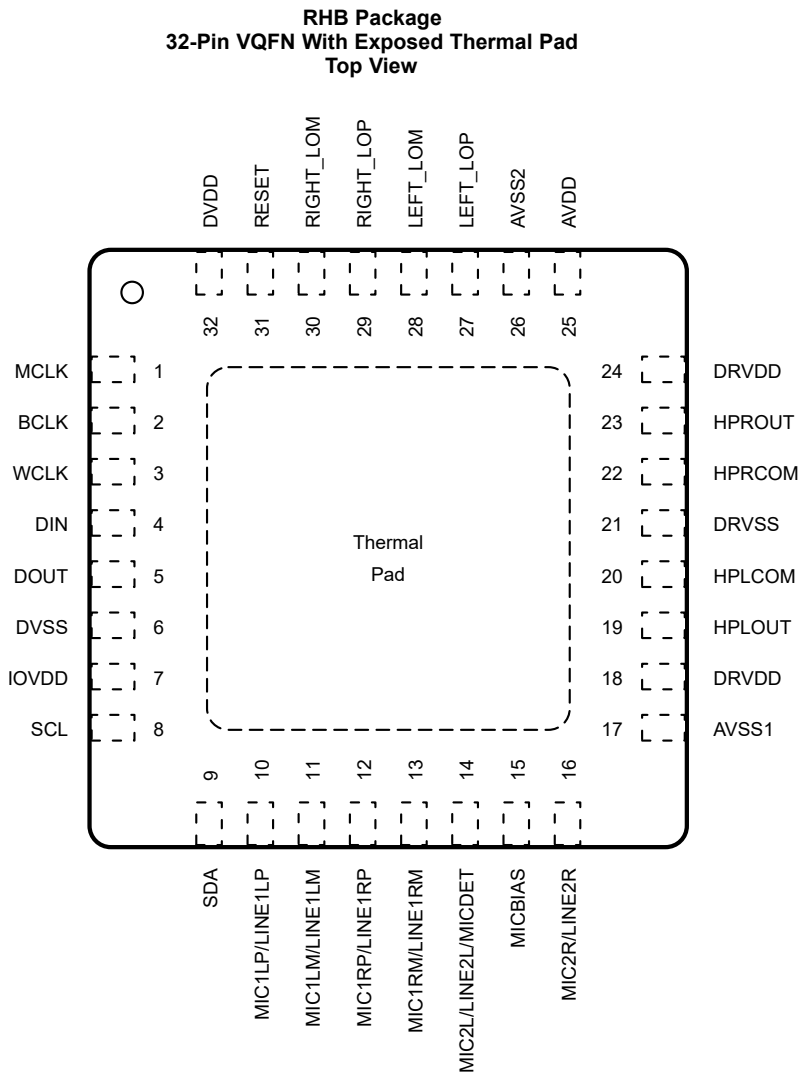 RHB Package
32-Pin VQFN With Exposed Thermal Pad
Top View
DVDD
RESET
RIGHT_LOM
RIGHT_LOP
LEFT_LOM
LEFT_LOP
AVSS2
AVDD
32
31
30
29
28
27
26
25
MCLK 1
BCLK 2
WCLK 3
DIN 4
DOUT 5
DVSS 6
IOVDD 7
SCL 8
Thermal
Pad
24 DRVDD
23 HPROUT
22 HPRCOM
21 DRVSS
20 HPLCOM
19 HPLOUT
18 DRVDD
17 AVSS1
9
10
11
12
13
14
15
16
SDA
MIC1LP/LINE1LP
MIC1LM/LINE1LM
MIC1RP/LINE1RP
MIC1RM/LINE1RM
MIC2L/LINE2L/MICDET
MICBIAS
MIC2R/LINE2R